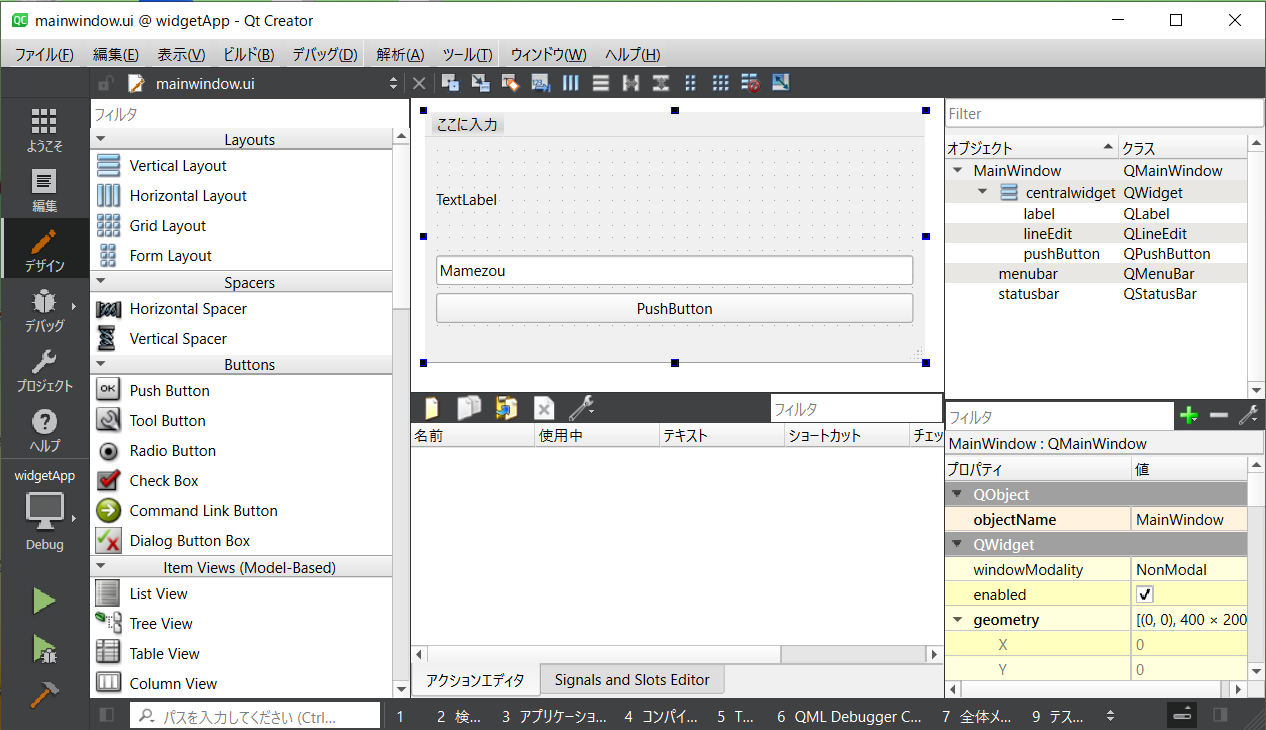 mainwindow.ui @ widgetApp - Qt Creator
ファイル(F) 編集(E) 表示(V) ビルド(B) デバッグ(D) 解析(A) ツール(T) ウィンドウ(W) ヘルプ(H)
mainwindow.ui
ようこそ
編集
デザイン
デバッグ
プロジェクト
ヘルプ
widgetApp
Debug
フィルタ
Layouts
Vertical Layout
Horizontal Layout
Grid Layout
Form Layout
Spacers
Horizontal Spacer
Vertical Spacer
Buttons
OK Push Button
Tool Button
Radio Button
Check Box
Command Link Button
Dialog Button Box
Item Views (Model-Based)
List View
Tree View
Table View
Column View
ここに入力
TextLabel
Mamezou
PushButton
フィルタ
名前 使用中 テキスト ショートカット チェッ
アクションエディタ Signals and Slots Editor
Filter
オブジェクト クラス
MainWindow QMainWindow
centralwidget QWidget
label QLabel
lineEdit QLineEdit
pushButton QPushButton
menubar QMenuBar
statusbar QStatusBar
フィルタ
MainWindow : QMainWindow
プロパティ 値
QObject
objectName MainWindow
QWidget
windowModality NonModal
enabled
geometry [(0, 0), 400 × 200
X 0
Y 0
パスを入力してください (Ctrl... 1 2 検... 3 アプリケーショ... 4 コンパイ... 5 T... 6 QML Debugger C... 7 全体メ... 9 テス...